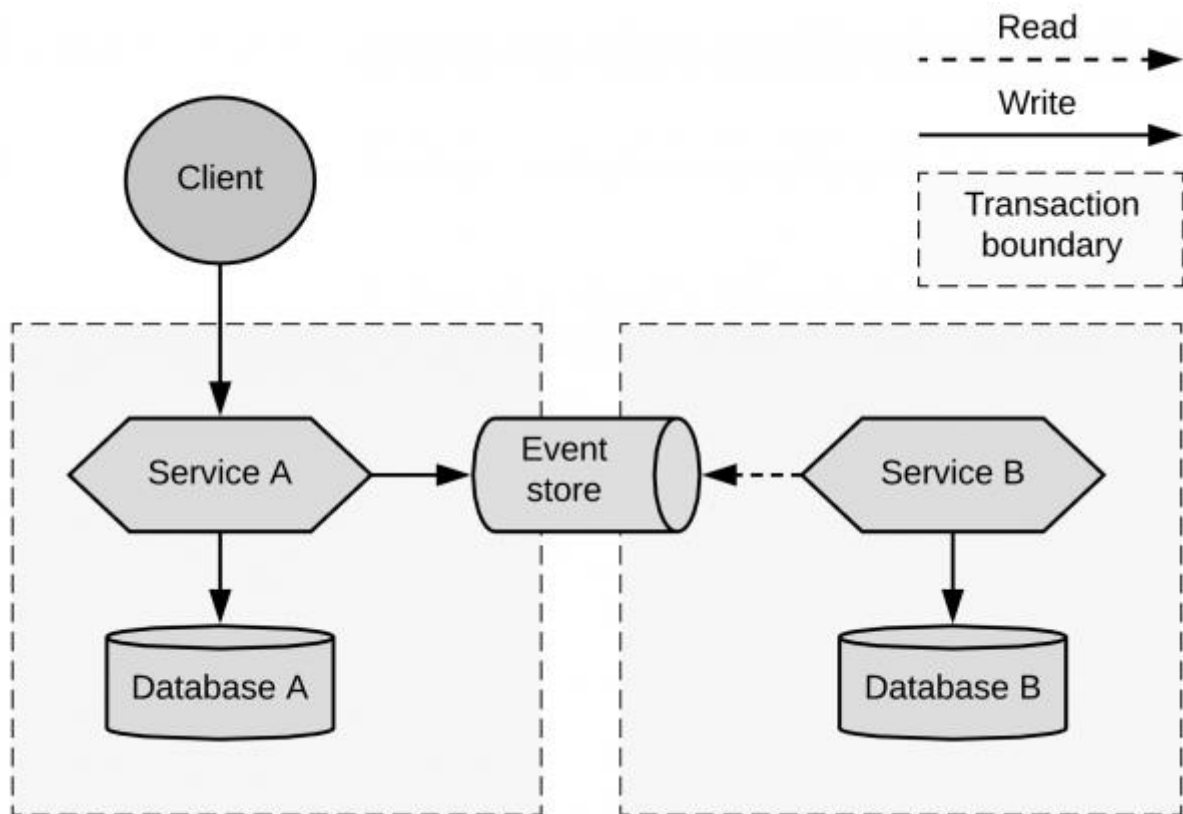 Read
Write
Transaction
boundary
Client
Service A
Event
store
Service B
Database A
Database B